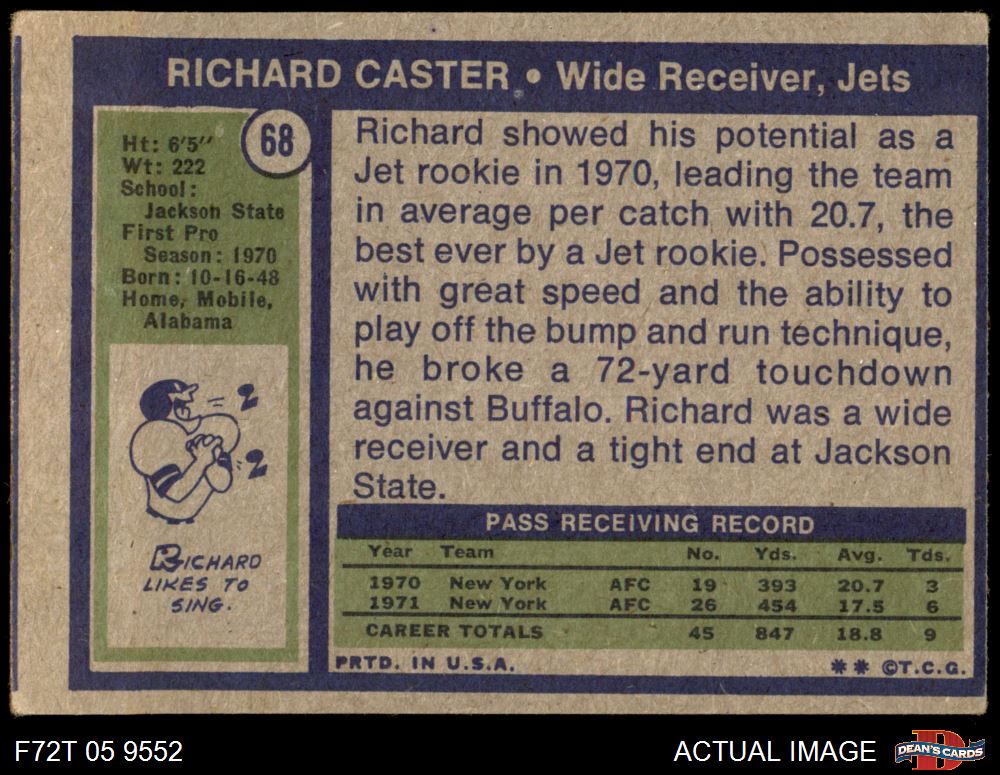 RICHARD CASTER • Wide Receiver, Jets
68
Ht: 6'5''
Wt: 222
School:
Jackson State
First Pro
Season: 1970
Born: 10-16-48
Home, Mobile,
Alabama
RICHARD
LIKES TO
SING.
Richard showed his potential as a
Jet rookie in 1970, leading the team
in average per catch with 20.7, the
best ever by a Jet rookie. Possessed
with great speed and the ability to
play off the bump and run technique,
he broke a 72-yard touchdown
against Buffalo. Richard was a wide
receiver and a tight end at Jackson
State.
PASS RECEIVING RECORD
Year Team No. Yds. Avg. Tds.
1970 New York AFC 19 393 20.7 3
1971 New York AFC 26 454 17.5 6
CAREER TOTALS 45 847 18.8 9
PRTD. IN U.S.A. ** ©T.C.G.
F72T 05 9552 ACTUAL IMAGE DEAN'S CARDS